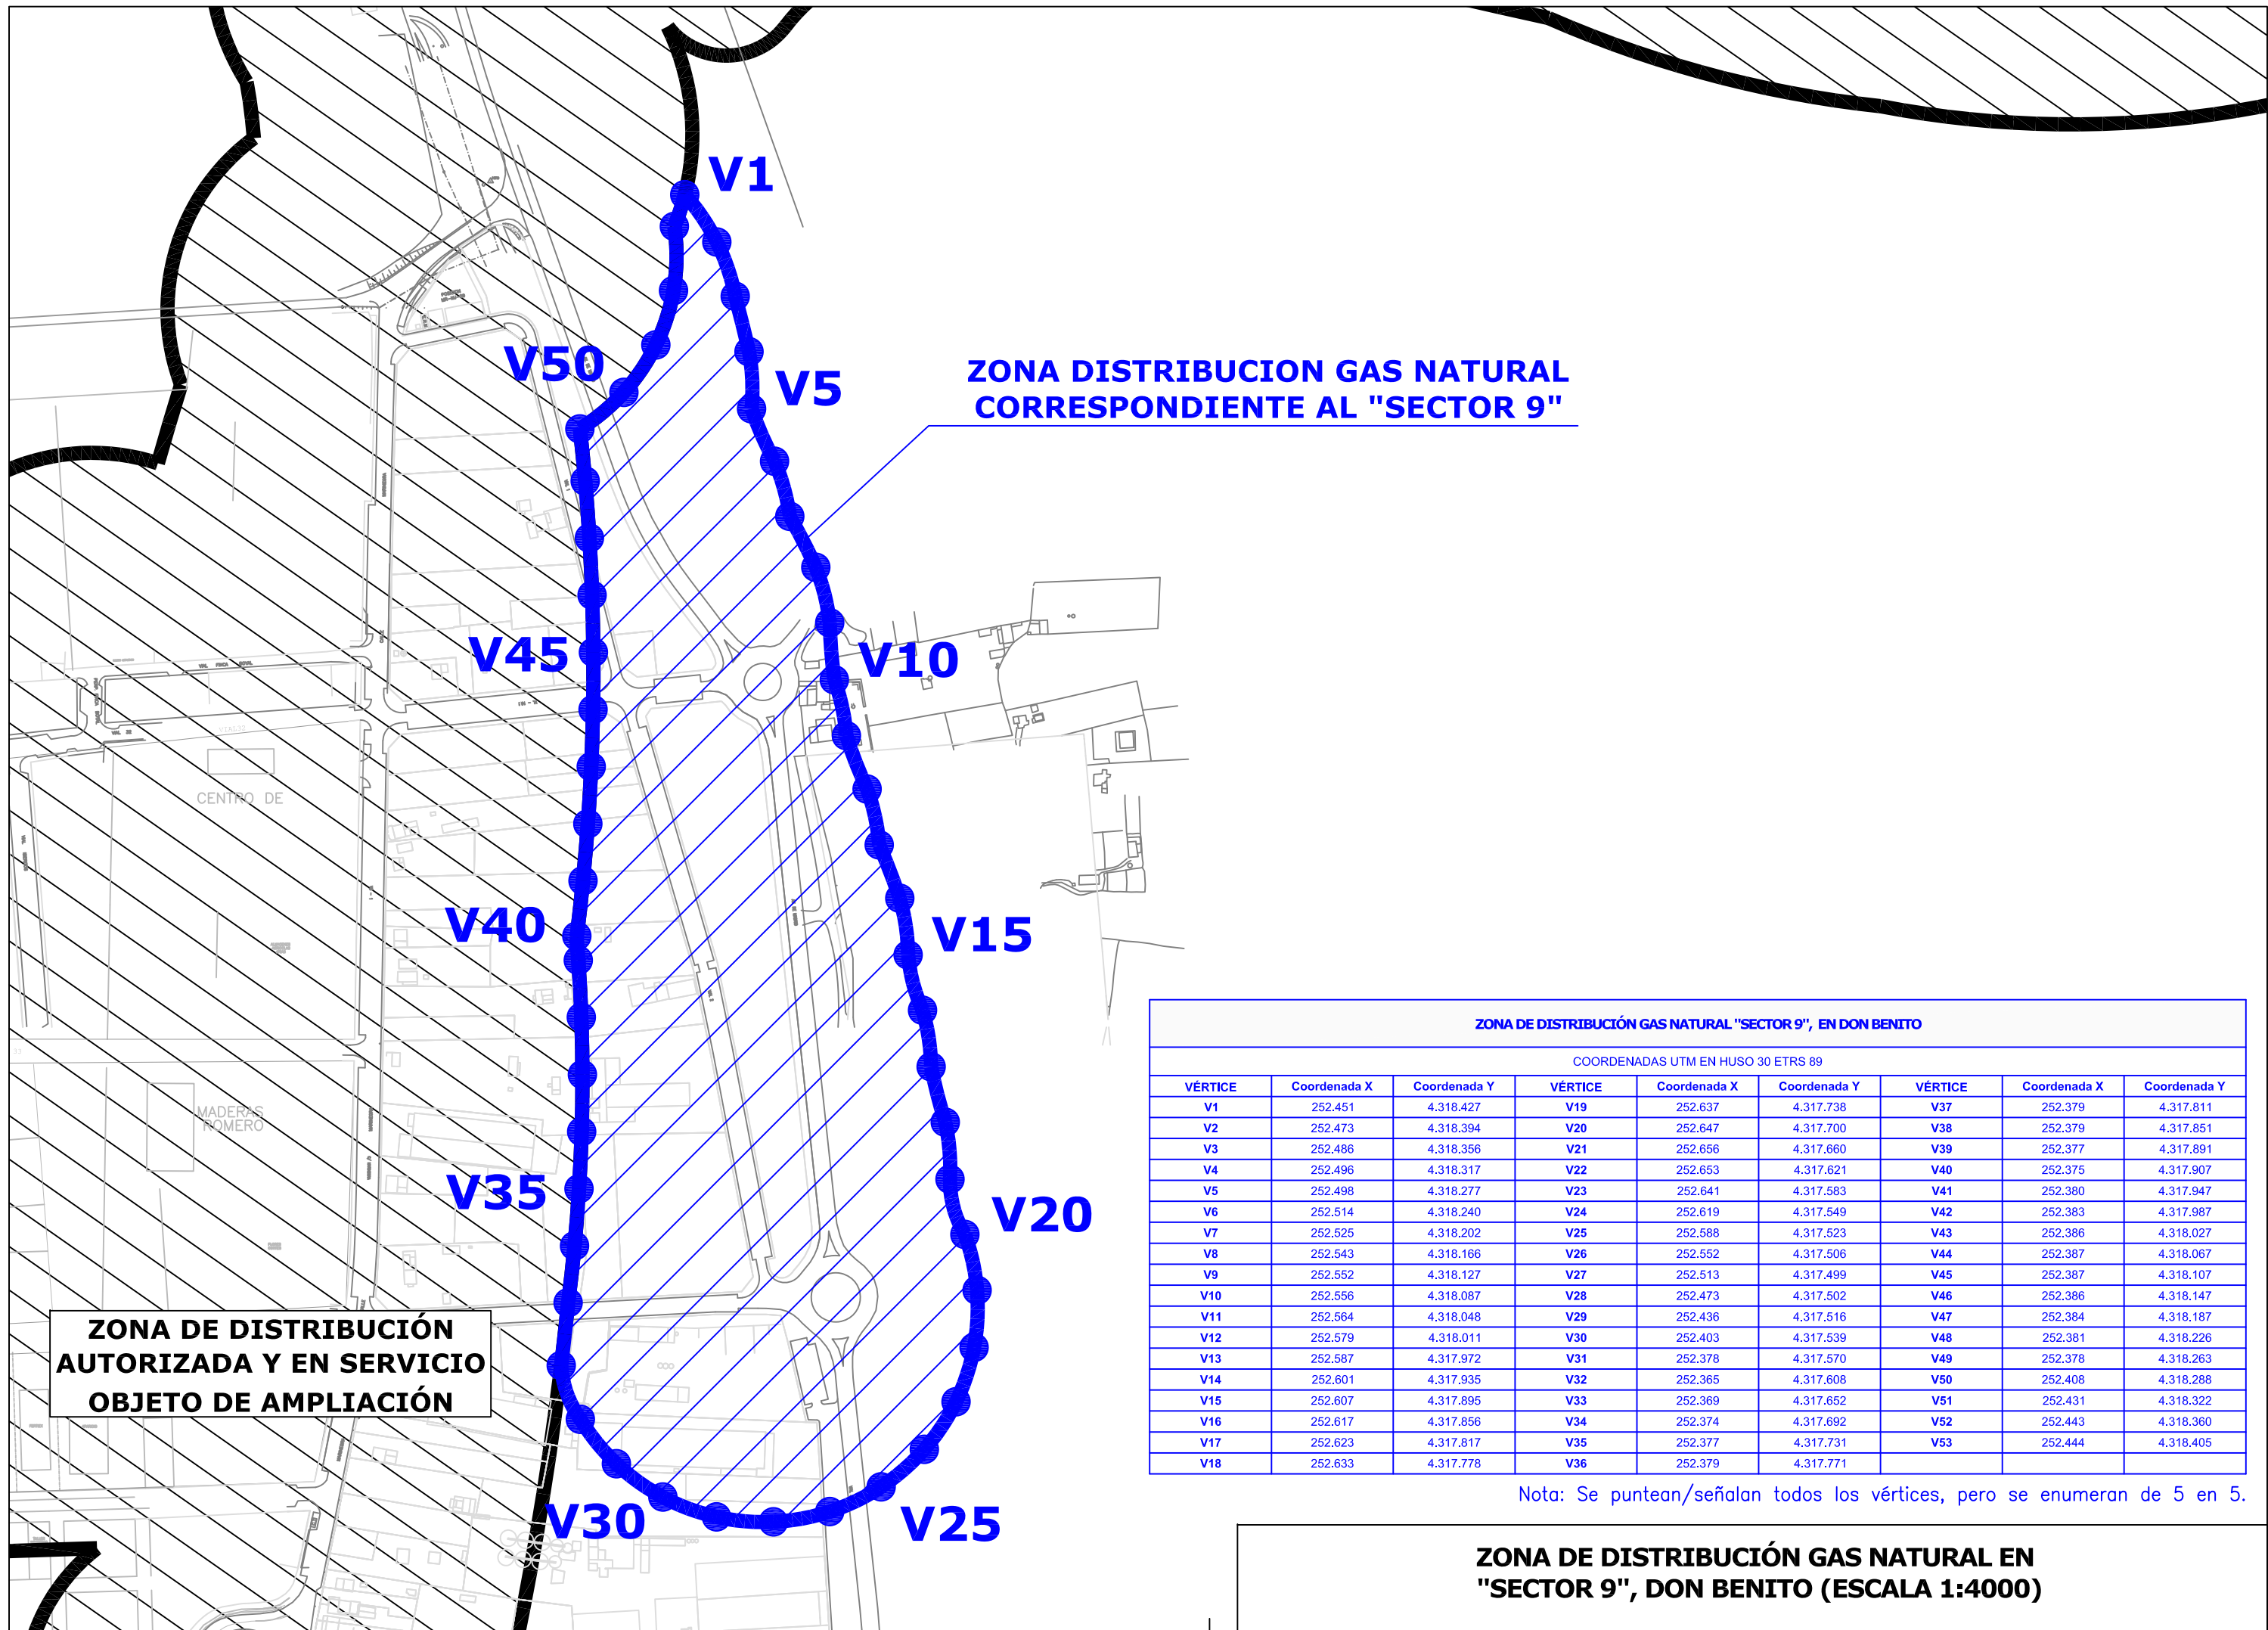 V1
V50
V5
ZONA DISTRIBUCION GAS NATURAL
CORRESPONDIENTE AL "SECTOR 9"
V45
V10
CENTRO DE
V40
V15
MADERAS
ROMERO
V35
V20
ZONA DE DISTRIBUCIÓN
AUTORIZADA Y EN SERVICIO
OBJETO DE AMPLIACIÓN
V30
V25
ZONA DE DISTRIBUCIÓN GAS NATURAL "SECTOR 9", EN DON BENITO
COORDENADAS UTM EN HUSO 30 ETRS 89
VÉRTICE Coordenada X Coordenada Y VÉRTICE Coordenada X Coordenada Y VÉRTICE Coordenada X Coordenada Y
V1 252.451 4.318.427 V19 252.637 4.317.738 V37 252.379 4.317.811
V2 252.473 4.318.394 V20 252.647 4.317.700 V38 252.379 4.317.851
V3 252.486 4.318.356 V21 252.656 4.317.660 V39 252.377 4.317.891
V4 252.496 4.318.317 V22 252.653 4.317.621 V40 252.375 4.317.907
V5 252.498 4.318.277 V23 252.641 4.317.583 V41 252.380 4.317.947
V6 252.514 4.318.240 V24 252.619 4.317.549 V42 252.383 4.317.987
V7 252.525 4.318.202 V25 252.588 4.317.523 V43 252.386 4.318.027
V8 252.543 4.318.166 V26 252.552 4.317.506 V44 252.387 4.318.067
V9 252.552 4.318.127 V27 252.513 4.317.499 V45 252.387 4.318.107
V10 252.556 4.318.087 V28 252.473 4.317.502 V46 252.386 4.318.147
V11 252.564 4.318.048 V29 252.436 4.317.516 V47 252.384 4.318.187
V12 252.579 4.318.011 V30 252.403 4.317.539 V48 252.381 4.318.226
V13 252.587 4.317.972 V31 252.378 4.317.570 V49 252.378 4.318.263
V14 252.601 4.317.935 V32 252.365 4.317.608 V50 252.408 4.318.288
V15 252.607 4.317.895 V33 252.369 4.317.652 V51 252.431 4.318.322
V16 252.617 4.317.856 V34 252.374 4.317.692 V52 252.443 4.318.360
V17 252.623 4.317.817 V35 252.377 4.317.731 V53 252.444 4.318.405
V18 252.633 4.317.778 V36 252.379 4.317.771
Nota: Se puntean/señalan todos los vértices, pero se enumeran de 5 en 5.
ZONA DE DISTRIBUCIÓN GAS NATURAL EN
"SECTOR 9", DON BENITO (ESCALA 1:4000)